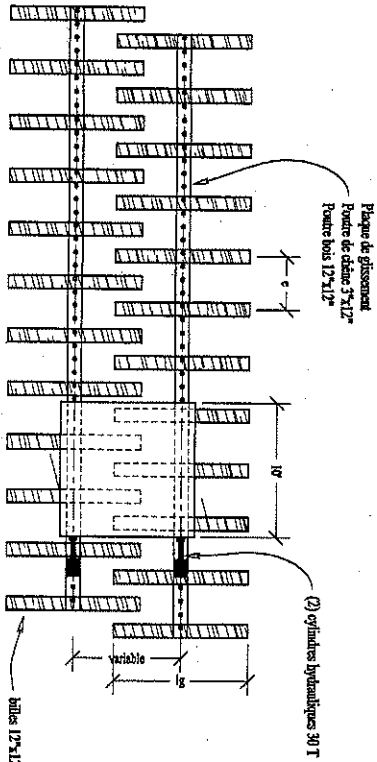 Plaque de glissement
Poutre de chêne 3"x12"
Poutre bois 12"x12"
e
10'
(2) cylindres hydrauliques 30 T
variable
lg
billes 12"x12